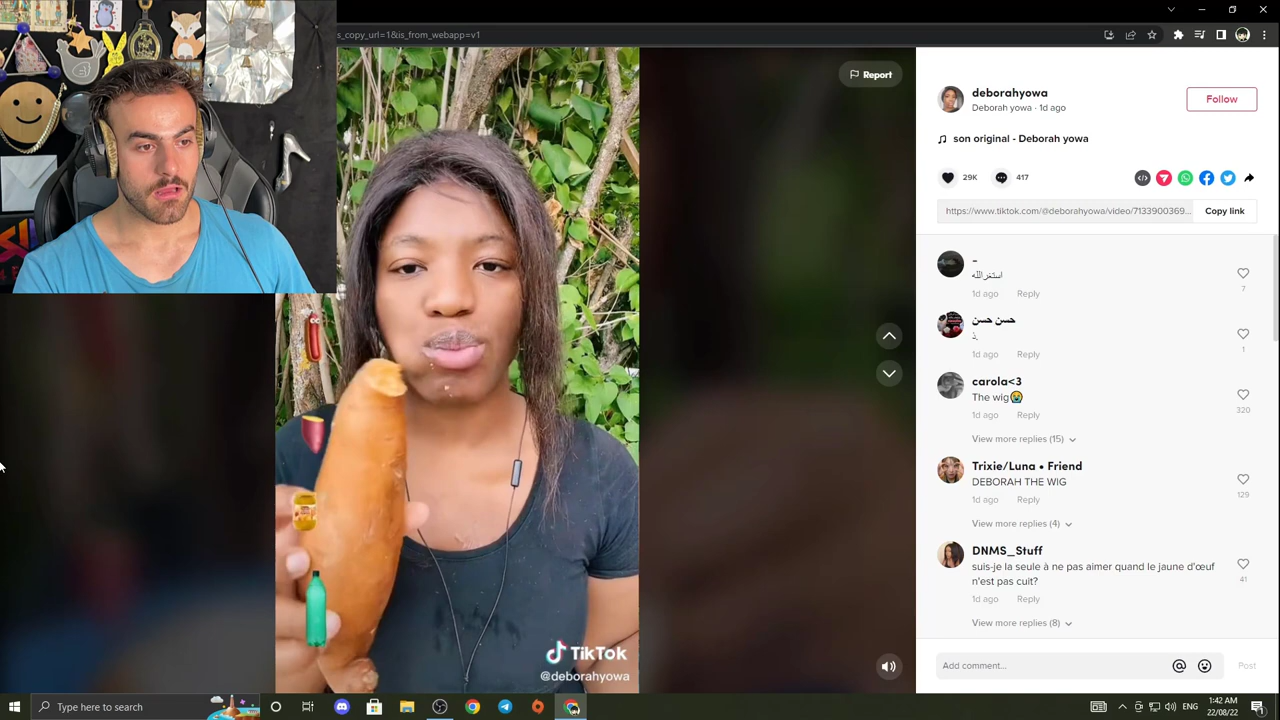 s_copy_url=1&is_from_webapp=v1
Report
TikTok
@deborahyowa
deborahyowa
Deborah yowa · 1d ago
Follow
son original - Deborah yowa
29K
417
https://www.tiktok.com/@deborahyowa/video/7133900369...
Copy link
-
استغرالله
7
1d ago Reply
حسن حسن
1
1d ago Reply
carola<3
The wig😭
320
1d ago Reply
View more replies (15)
Trixie/Luna • Friend
DEBORAH THE WIG
129
1d ago Reply
View more replies (4)
DNMS_Stuff
suis-je la seule à ne pas aimer quand le jaune d'œuf
n'est pas cuit?
41
1d ago Reply
View more replies (8)
Add comment...
Post
Type here to search
ENG
1:42 AM
22/08/22